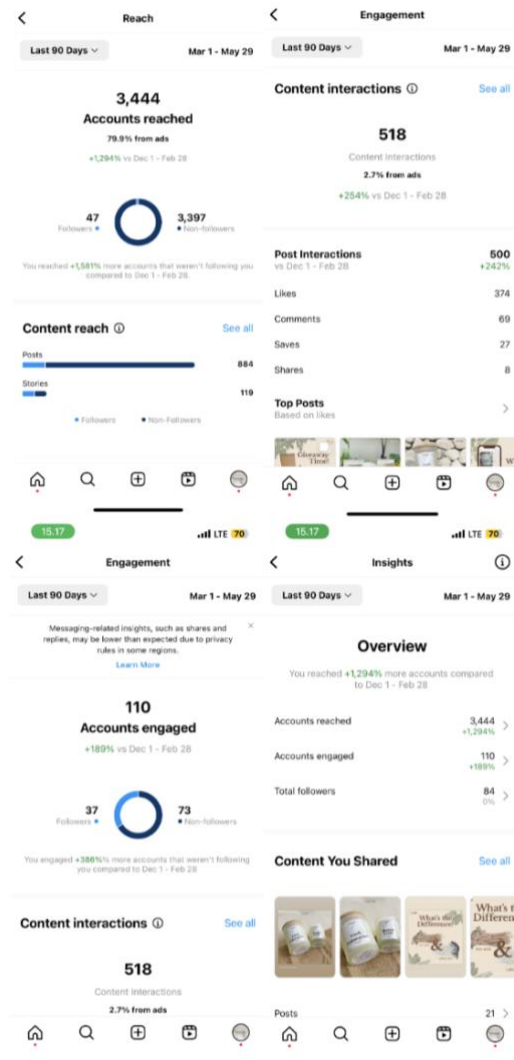 Reach
Last 90 Days
Mar 1 - May 29
3,444
Accounts reached
79.9% from ads
+1,294% vs Dec 1 - Feb 28
47
Followers
3,397
Non-followers
You reached +1,581% more accounts that weren't following you
compared to Dec 1 - Feb 28.
Content reach
See all
Posts
884
Stories
119
Followers
Non-Followers
Engagement
Last 90 Days
Mar 1 - May 29
Content interactions
See all
518
Content interactions
2.7% from ads
+254% vs Dec 1 - Feb 28
Post Interactions
500
vs Dec 1 - Feb 28
+242%
Likes
374
Comments
69
Saves
27
Shares
8
Top Posts
Based on likes
Giveaway
Time!
W
15.17
LTE 70
Engagement
Last 90 Days
Mar 1 - May 29
Messaging-related insights, such as shares and
replies, may be lower than expected due to privacy
rules in some regions.
Learn More
110
Accounts engaged
+189% vs Dec 1 - Feb 28
37
Followers
73
Non-followers
You engaged +386%% more accounts that weren't following
you compared to Dec 1 - Feb 28.
Content interactions
See all
518
Content Interactions
2.7% from ads
15.17
LTE 70
Insights
Last 90 Days
Mar 1 - May 29
Overview
You reached +1,294% more accounts compared
to Dec 1 - Feb 28
Accounts reached
3,444
+1,294%
Accounts engaged
110
+189%
Total followers
84
0%
Content You Shared
See all
What's the
Difference?
&
What's t
Differen
&
Posts
21